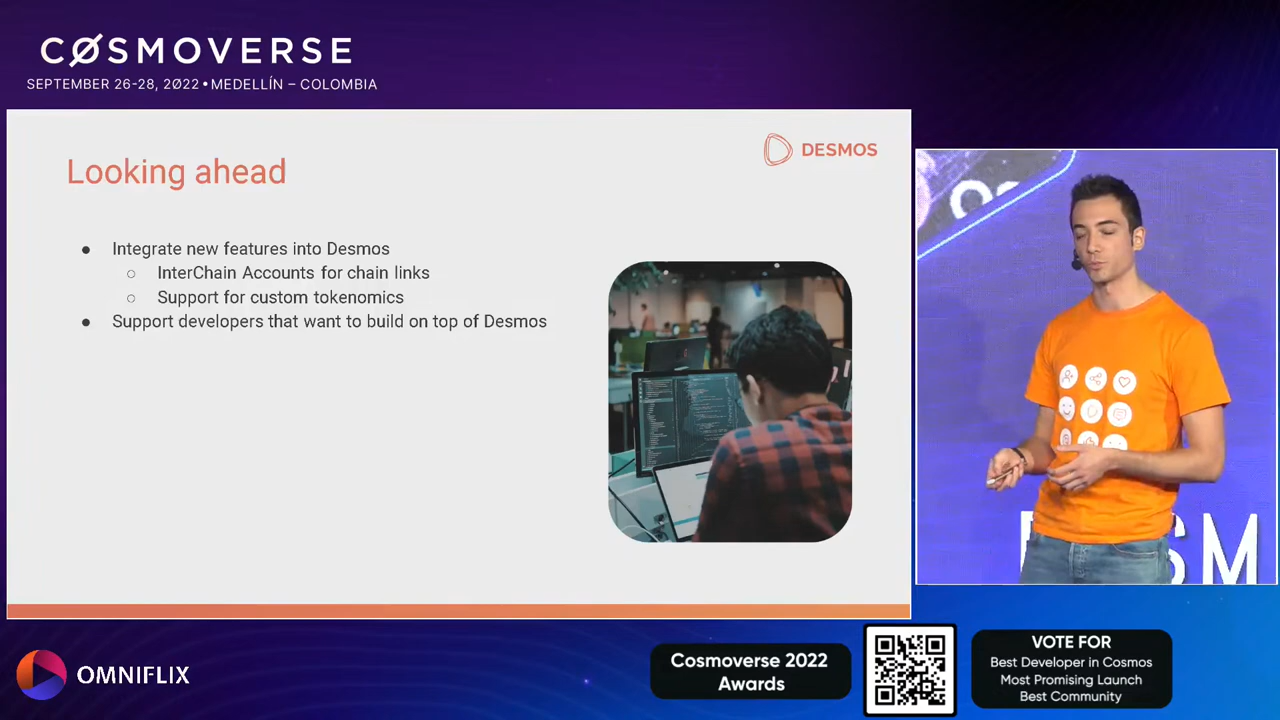 CØSMOVERSE
SEPTEMBER 26-28, 2Ø22 • MEDELLÍN – COLOMBIA
DESMOS
Looking ahead
● Integrate new features into Desmos
○ InterChain Accounts for chain links
○ Support for custom tokenomics
● Support developers that want to build on top of Desmos
OMNIFLIX
Cosmoverse 2022
Awards
VOTE FOR
Best Developer in Cosmos
Most Promising Launch
Best Community